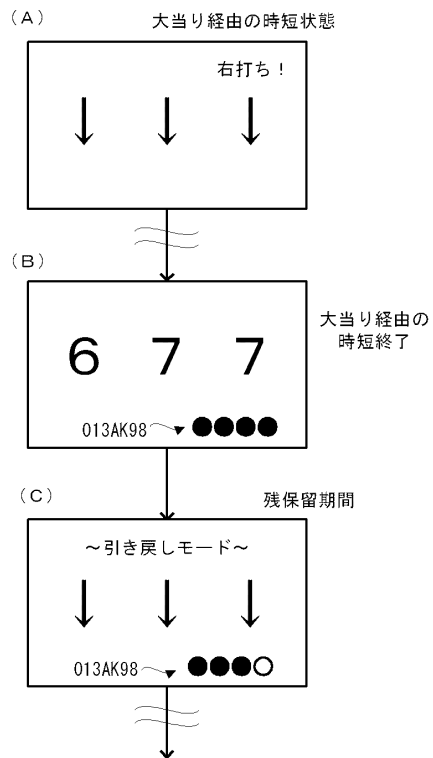 (A)
大当り経由の時短状態
右打ち！
(B)
6 7 7
大当り経由の
時短終了
013AK98
(C)
残保留期間
～引き戻しモード～
013AK98